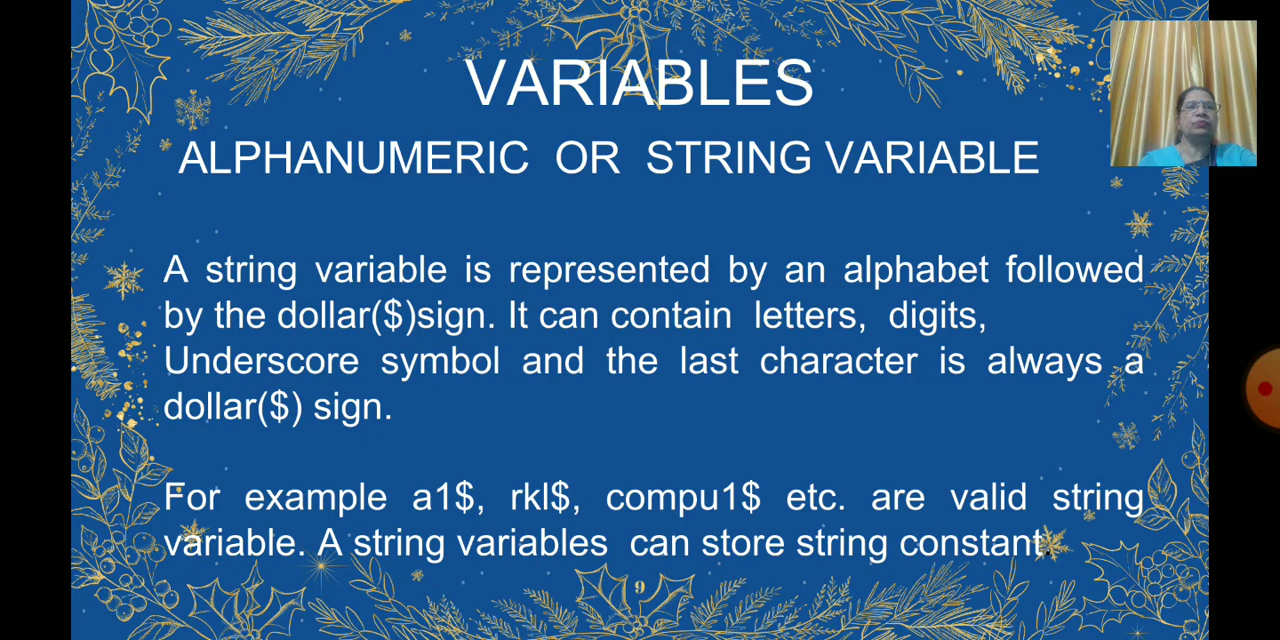 VARIABLES
ALPHANUMERIC OR STRING VARIABLE
A string variable is represented by an alphabet followed
by the dollar($)sign. It can contain letters, digits,
Underscore symbol and the last character is always a
dollar($) sign.
For example a1$, rkl$, compu1$ etc. are valid string
variable. A string variables can store string constant
9